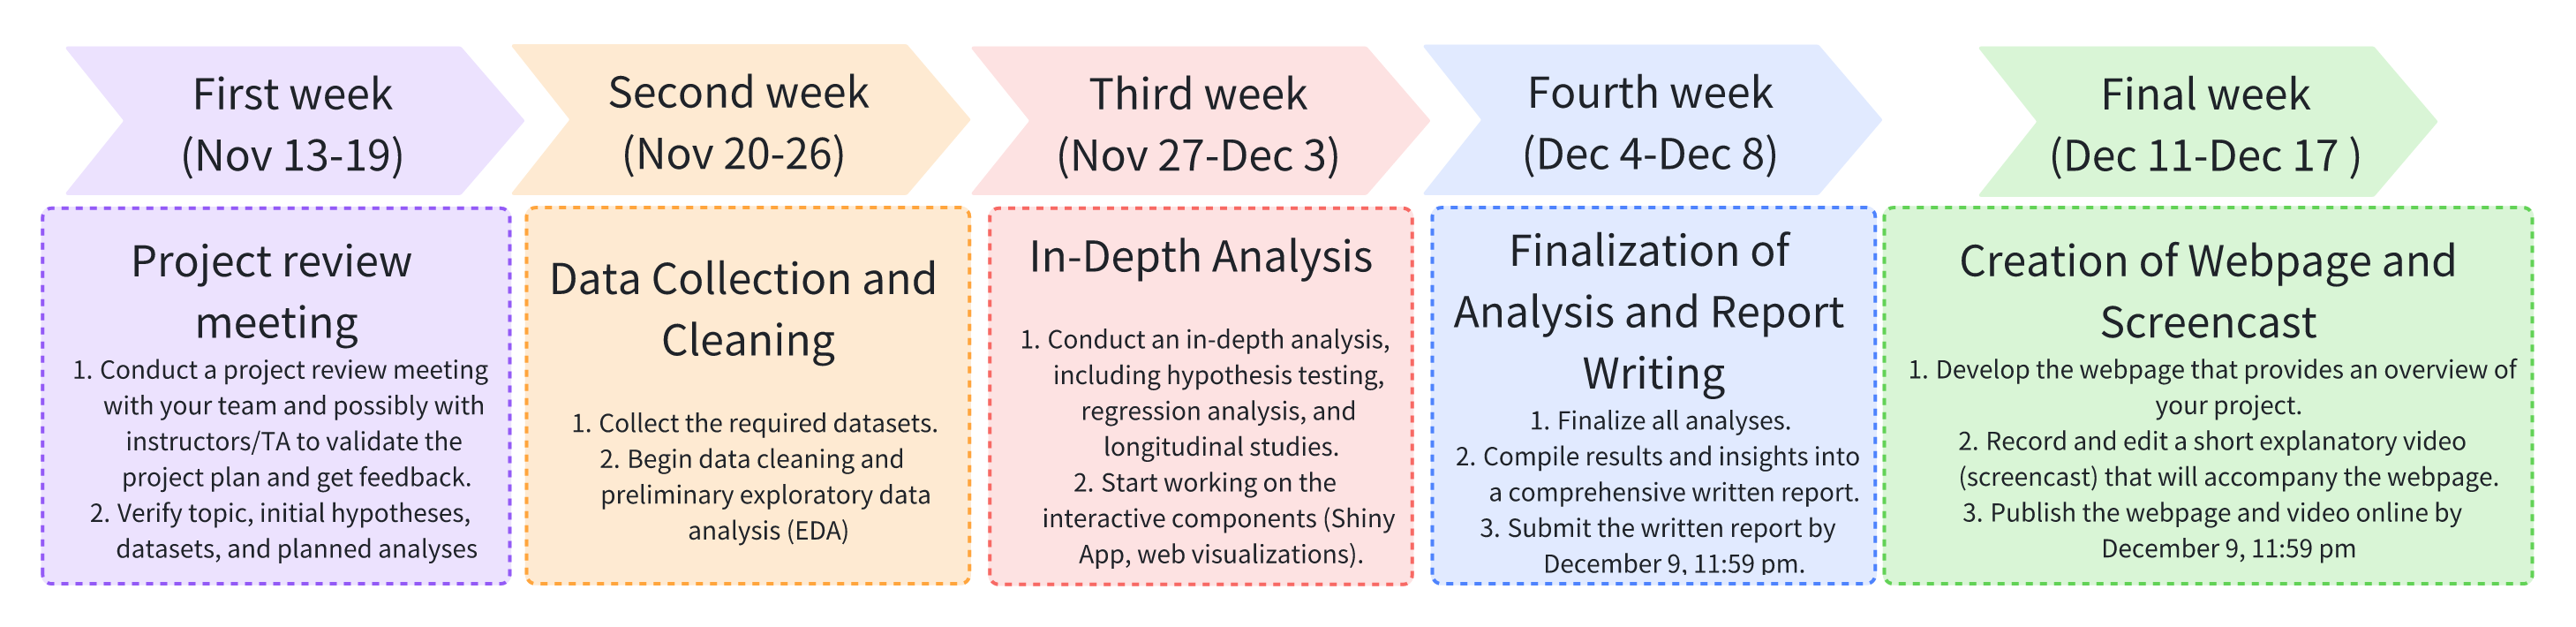 First week
(Nov 13-19)
Second week
(Nov 20-26)
Third week
(Nov 27-Dec 3)
Fourth week
(Dec 4-Dec 8)
Final week
(Dec 11-Dec 17 )
Project review
meeting
1. Conduct a project review meeting
with your team and possibly with
instructors/TA to validate the
project plan and get feedback.
2. Verify topic, initial hypotheses,
datasets, and planned analyses
Data Collection and
Cleaning
1. Collect the required datasets.
2. Begin data cleaning and
preliminary exploratory data
analysis (EDA)
In-Depth Analysis
1. Conduct an in-depth analysis,
including hypothesis testing,
regression analysis, and
longitudinal studies.
2. Start working on the
interactive components (Shiny
App, web visualizations).
Finalization of
Analysis and Report
Writing
1. Finalize all analyses.
2. Compile results and insights into
a comprehensive written report.
3. Submit the written report by
December 9, 11:59 pm.
Creation of Webpage and
Screencast
1. Develop the webpage that provides an overview of
your project.
2. Record and edit a short explanatory video
(screencast) that will accompany the webpage.
3. Publish the webpage and video online by
December 9, 11:59 pm